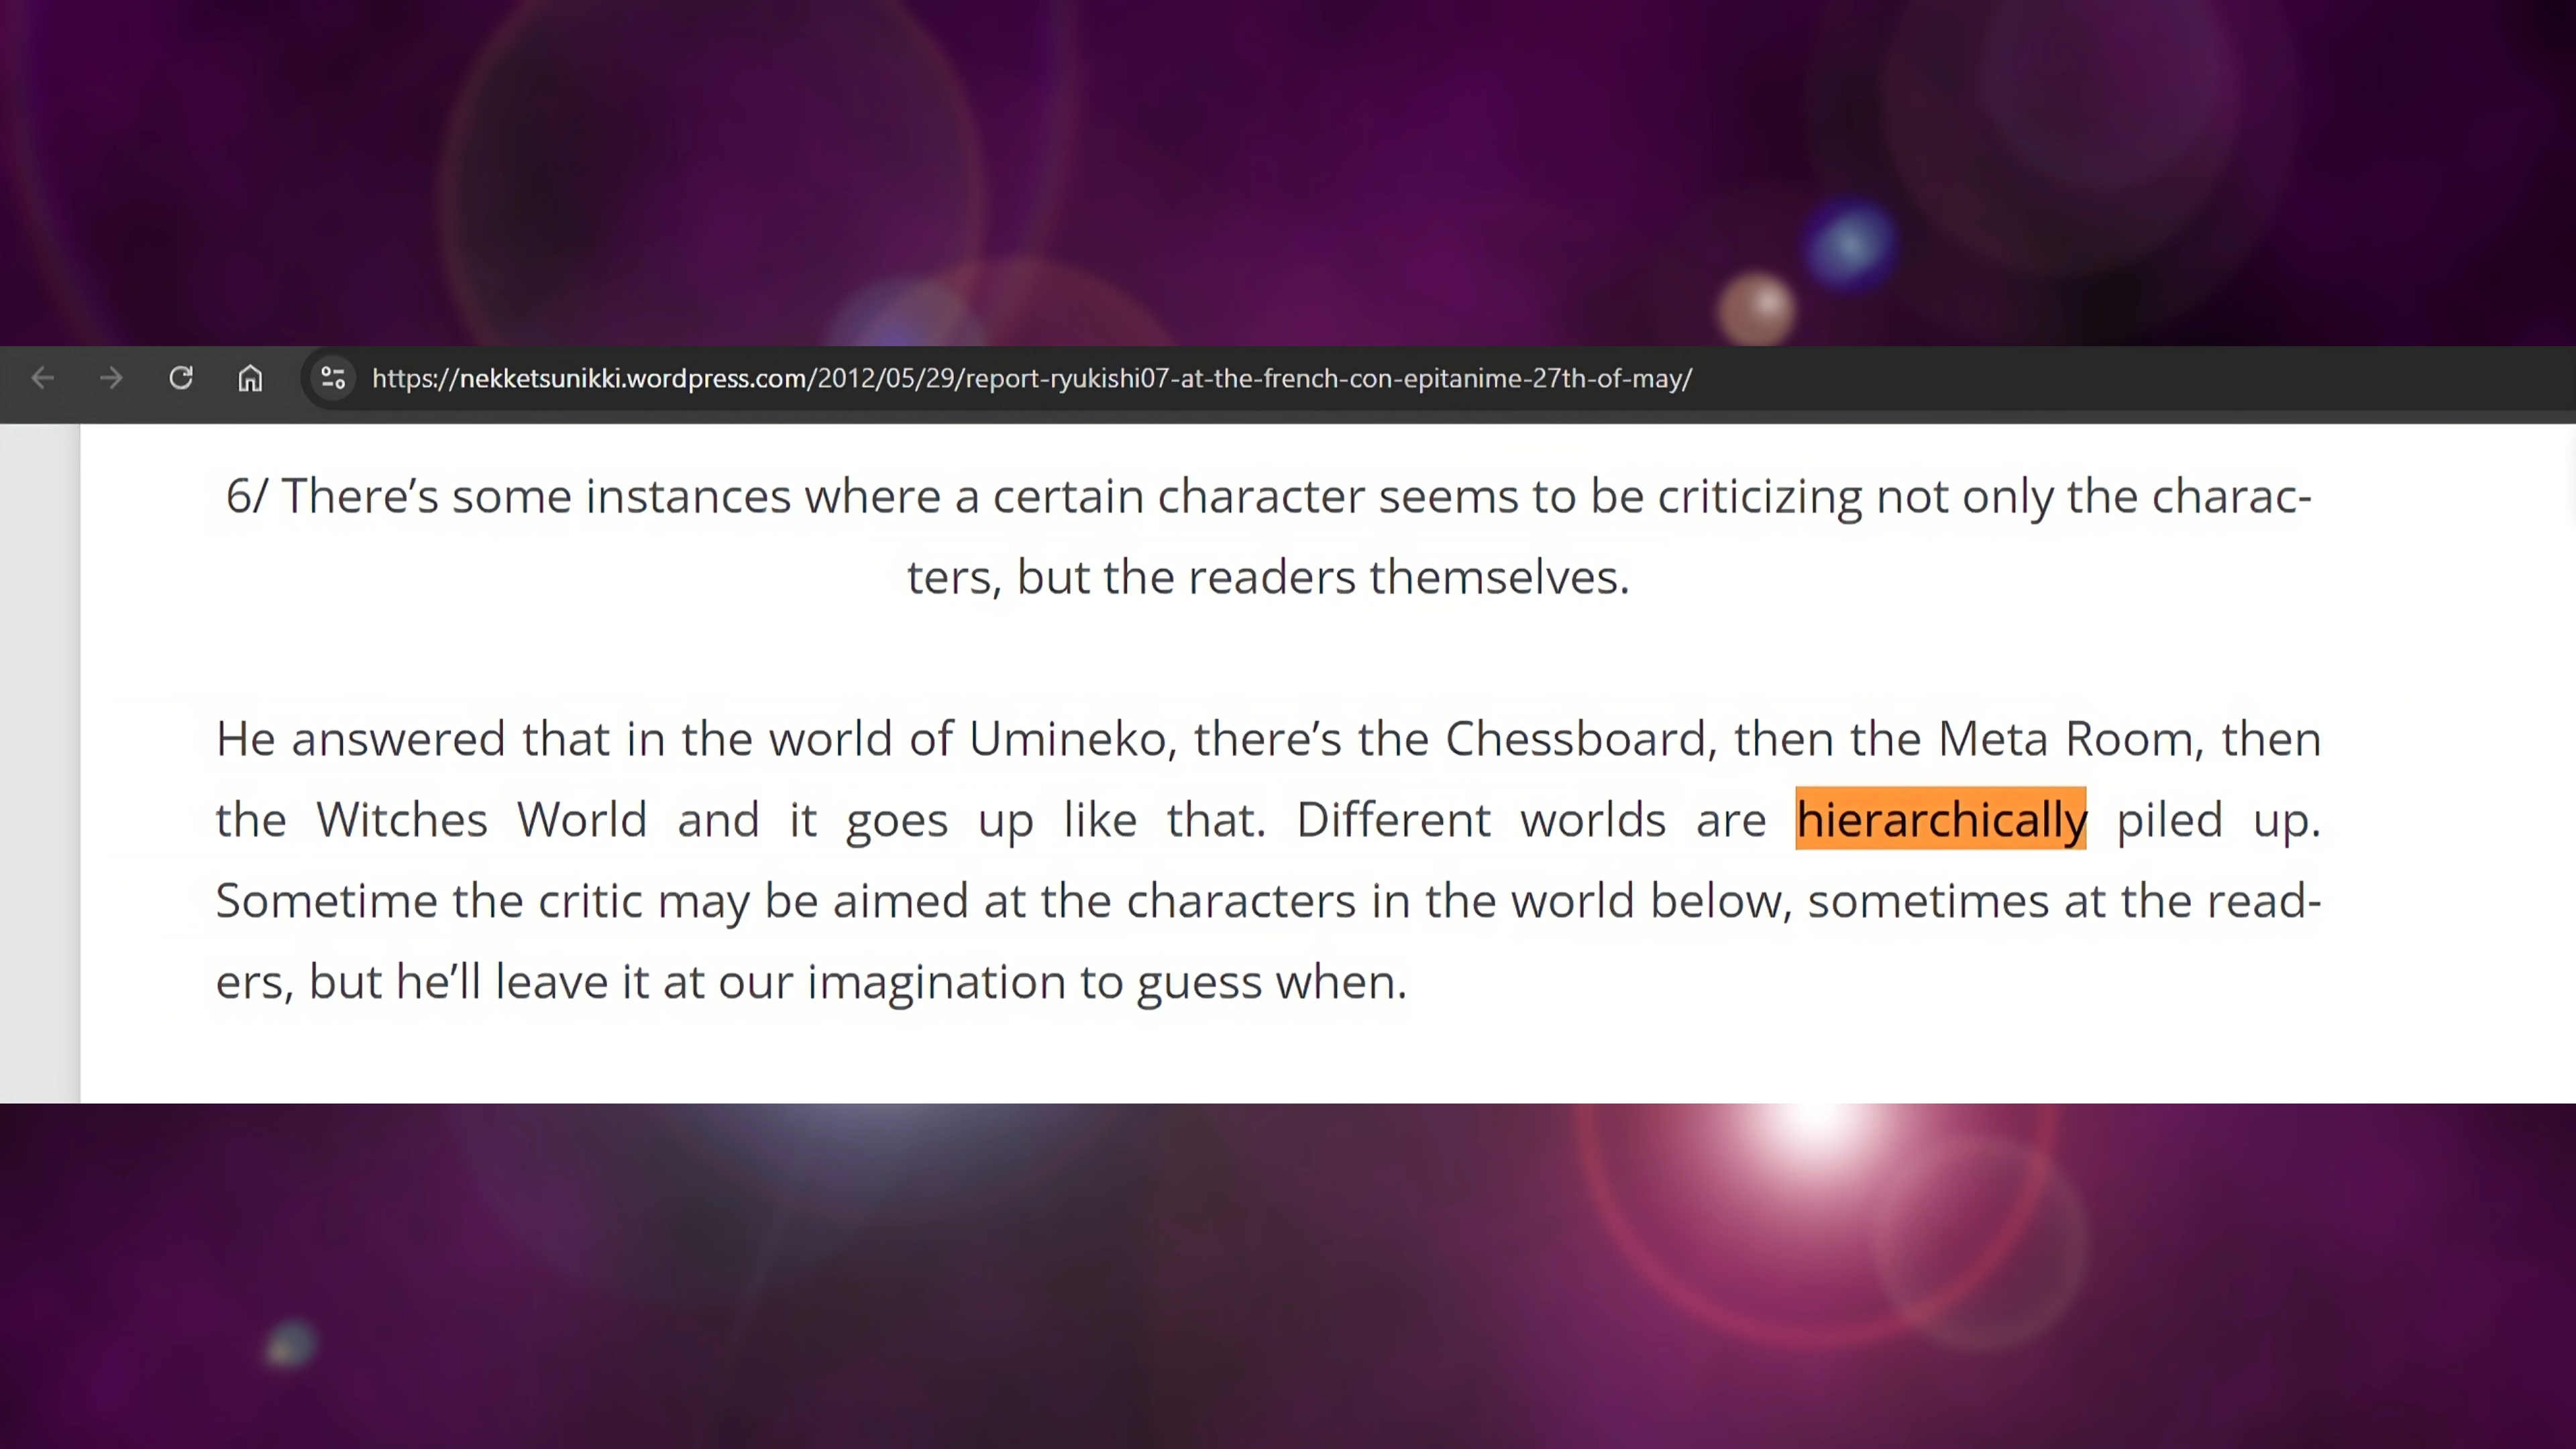 https://nekketsunikki.wordpress.com/2012/05/29/report-ryukishi07-at-the-french-con-epitanime-27th-of-may/
6/ There’s some instances where a certain character seems to be criticizing not only the charac-
ters, but the readers themselves.
He answered that in the world of Umineko, there’s the Chessboard, then the Meta Room, then
the Witches World and it goes up like that. Different worlds are hierarchically piled up.
Sometime the critic may be aimed at the characters in the world below, sometimes at the read-
ers, but he’ll leave it at our imagination to guess when.